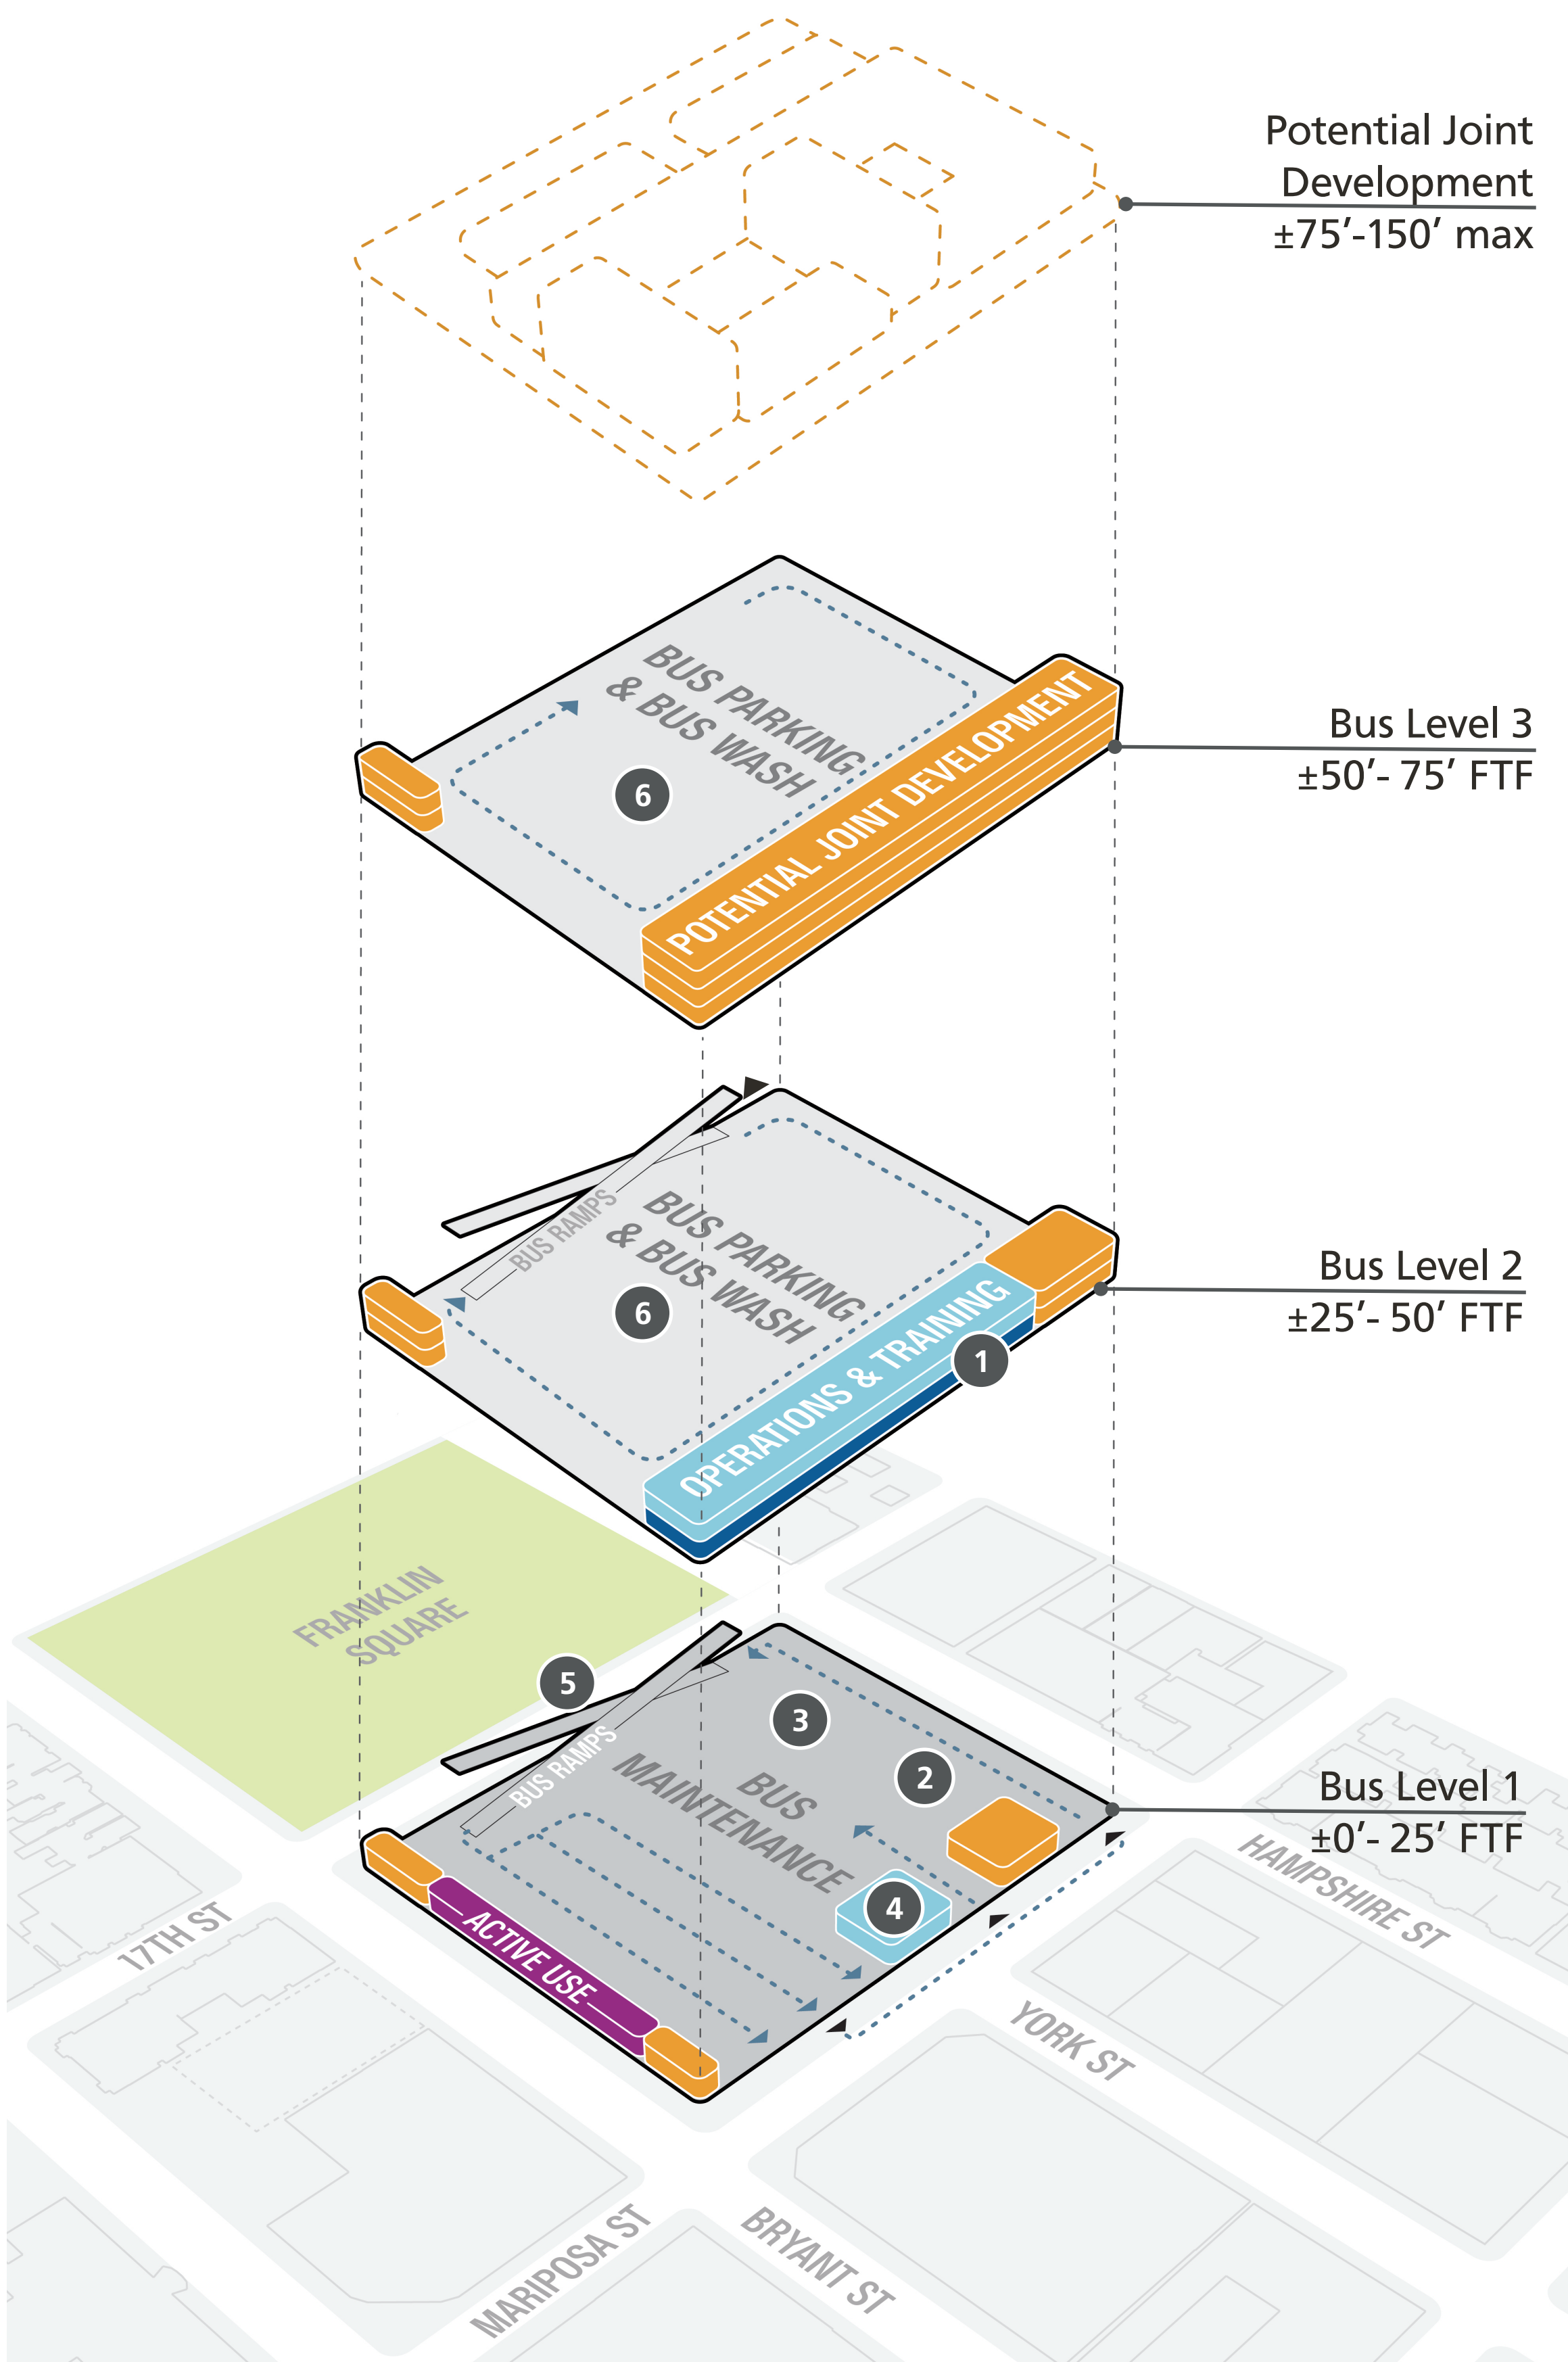 Potential Joint
Development
±75’-150’ max
BUS PARKING
& BUS WASH
6
POTENTIAL JOINT DEVELOPMENT
Bus Level 3
±50’- 75’ FTF
BUS RAMPS
BUS PARKING
& BUS WASH
6
OPERATIONS & TRAINING
1
Bus Level 2
±25’- 50’ FTF
FRANKLIN
SQUARE
5
3
2
BUS RAMPS
BUS
MAINTENANCE
4
ACTIVE USE
Bus Level 1
±0’- 25’ FTF
17TH ST
HAMPSHIRE ST
YORK ST
MARIPOSA ST
BRYANT ST